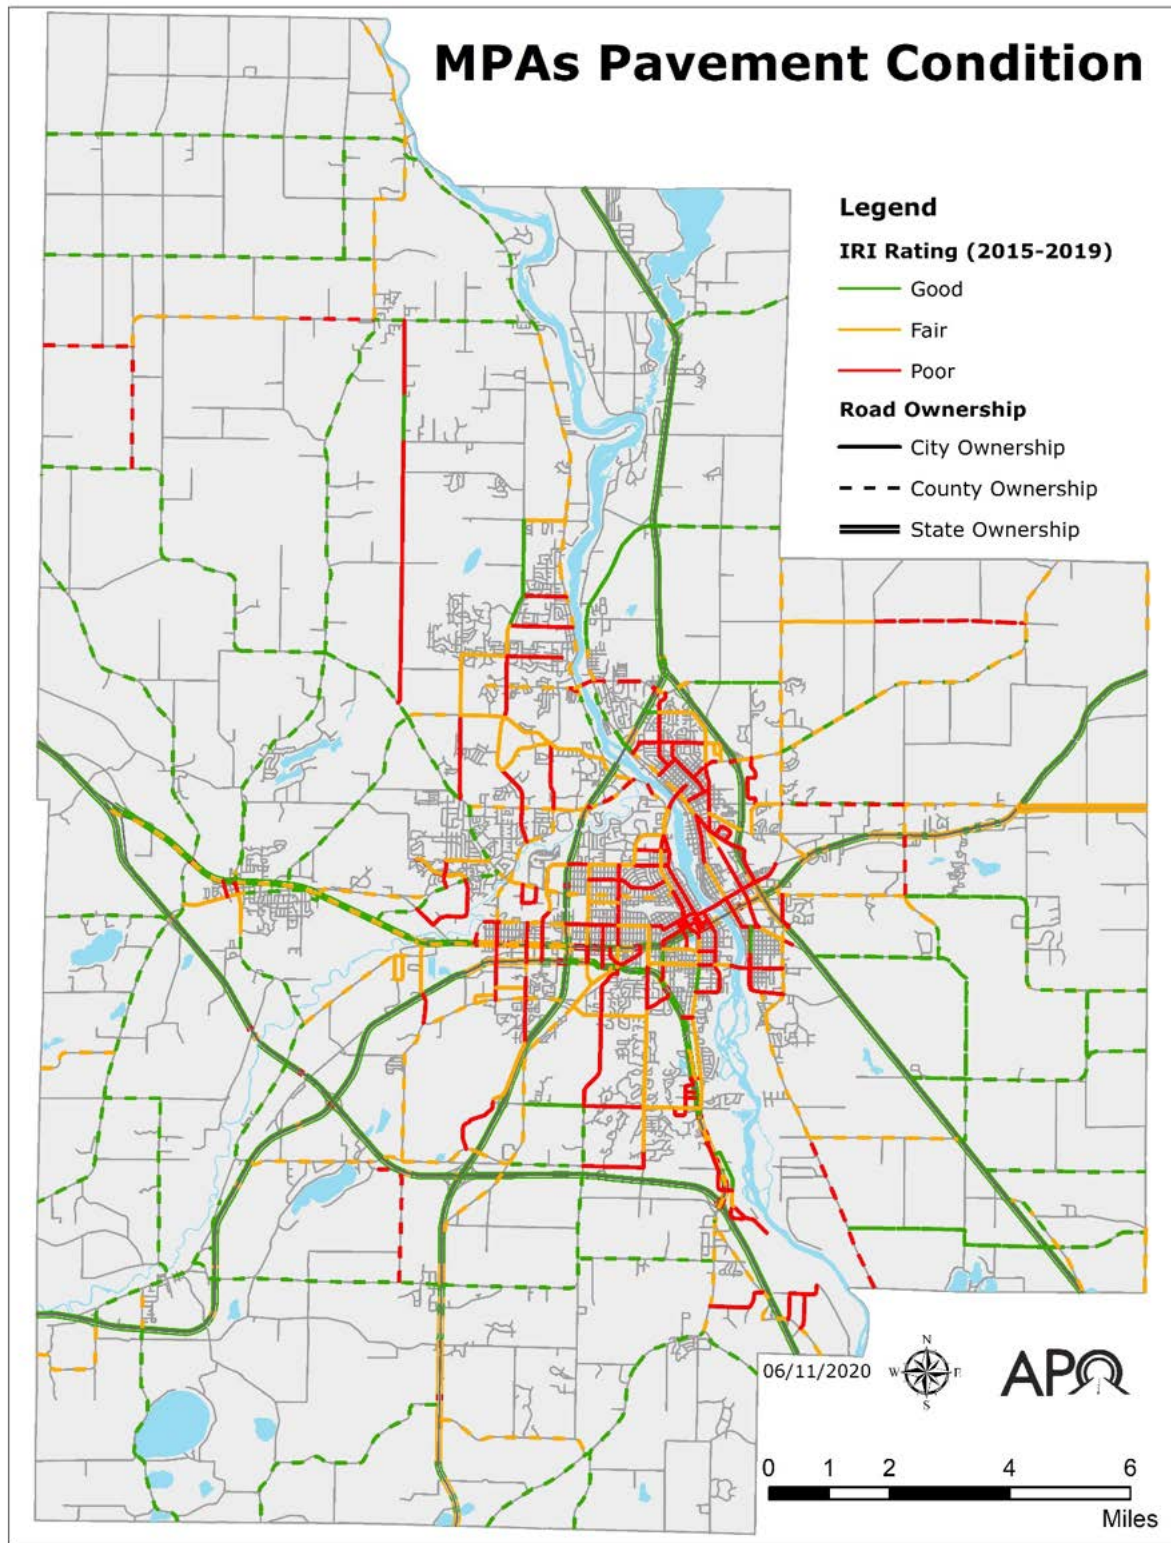 MPAs Pavement Condition
Legend
IRI Rating (2015-2019)
Good
Fair
Poor
Road Ownership
City Ownership
County Ownership
State Ownership
06/11/2020
N
W E
S
APO
0 1 2 4 6
Miles